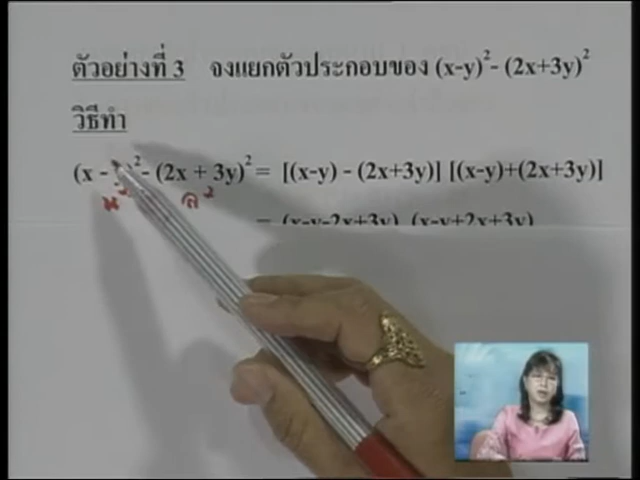 ตัวอย่างที่ 3 จงแยกตัวประกอบของ (x-y)²- (2x+3y)²
วิธีทำ
(x - )²- (2x + 3y)² = [(x-y) - (2x+3y)] [(x-y)+(2x+3y)]
น² ล²
= (x-y-2x+3y) (x-y+2x+3y)